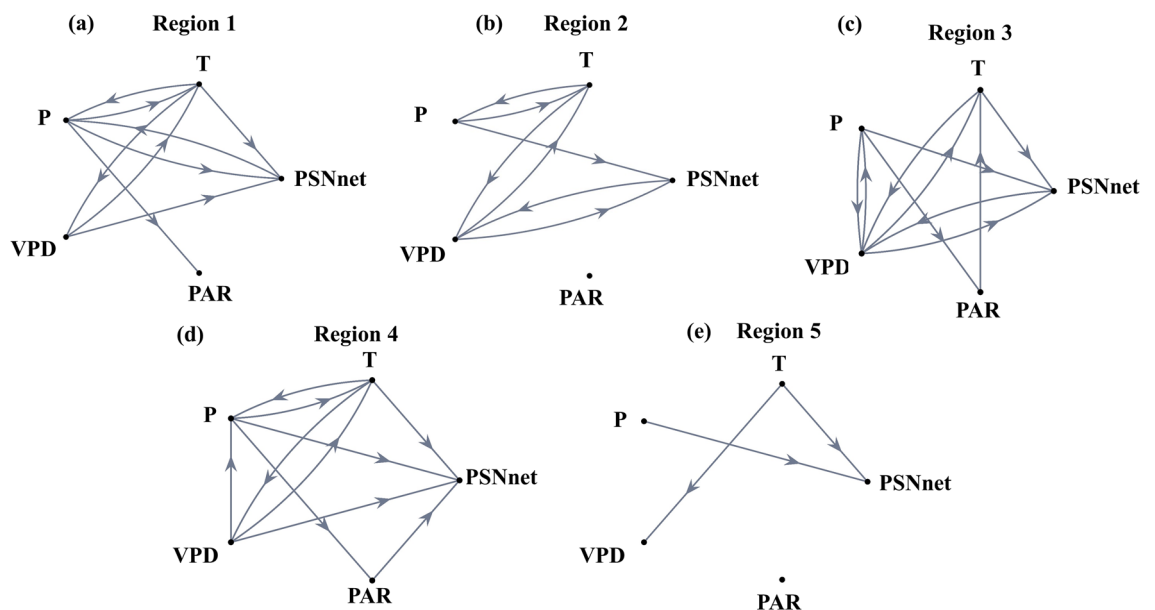 (a) Region 1
T
P
PSNnet
VPD
PAR
(b) Region 2
T
P
PSNnet
VPD
PAR
(c) Region 3
T
P
PSNnet
VPD
PAR
(d) Region 4
T
P
PSNnet
VPD
PAR
(e) Region 5
T
P
PSNnet
VPD
PAR